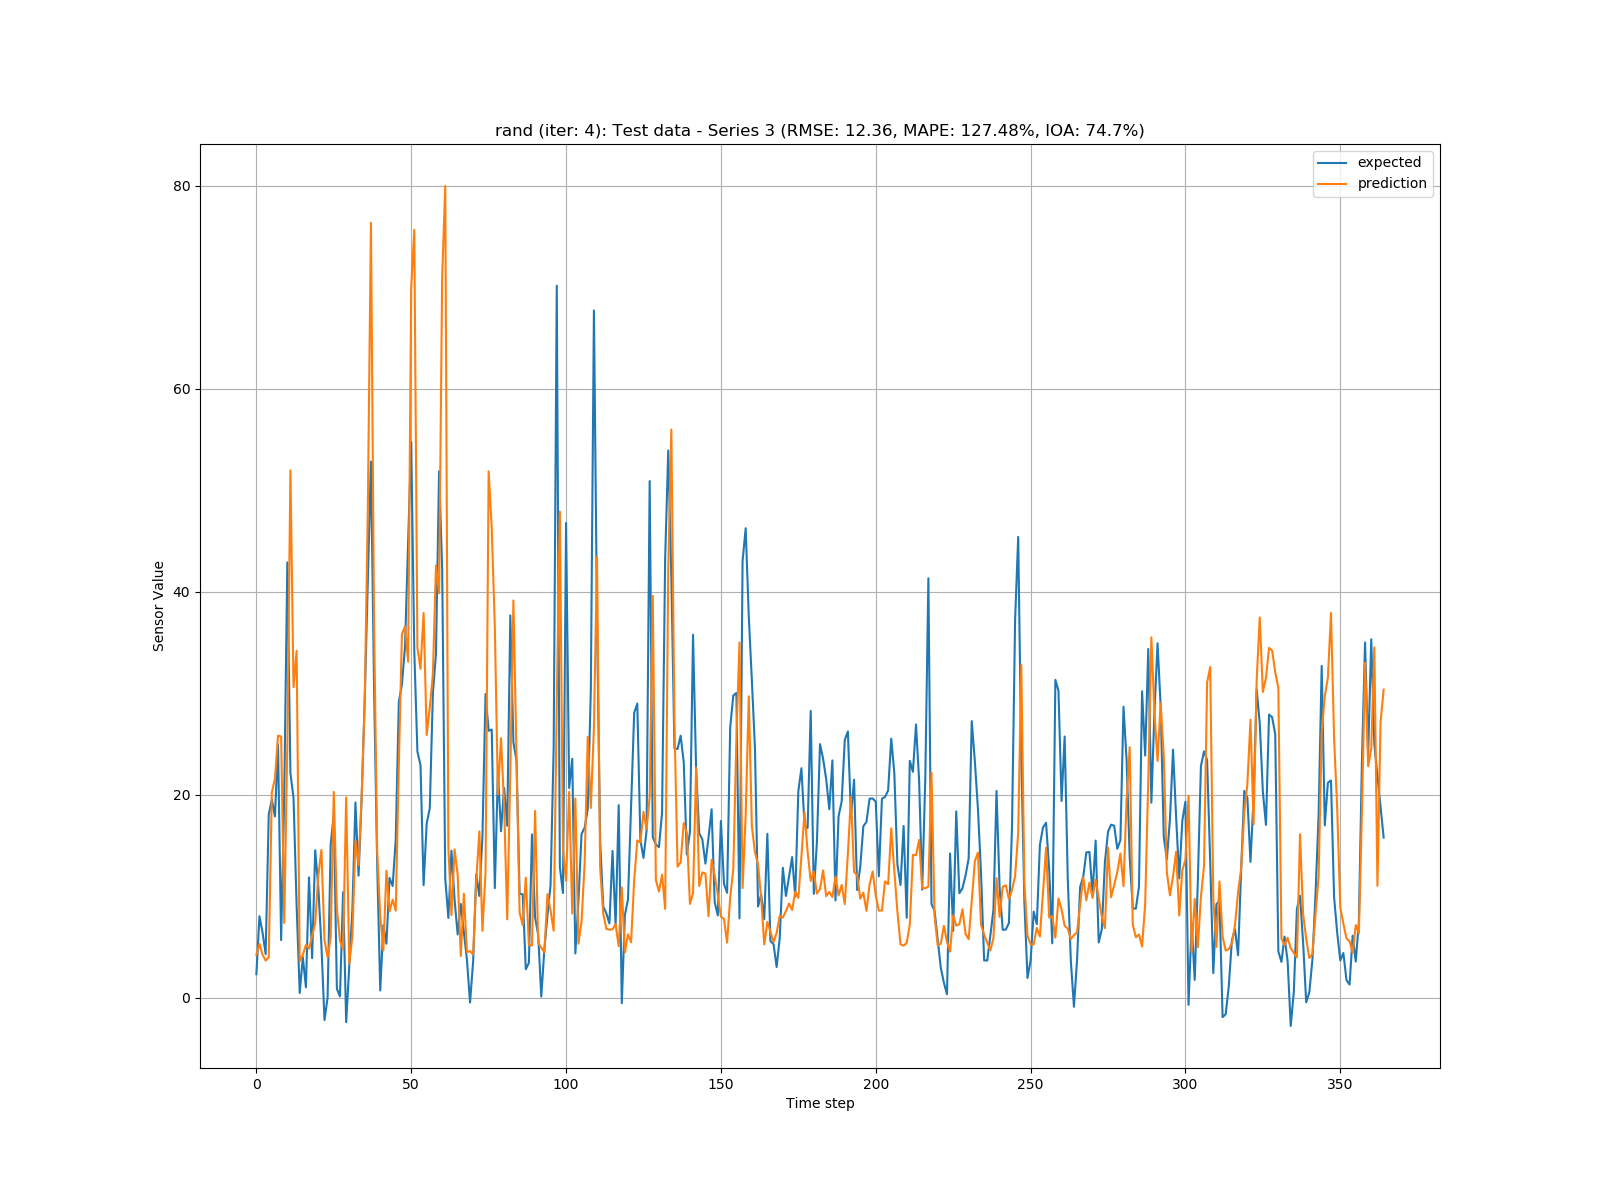 rand (iter: 4): Test data - Series 3 (RMSE: 12.36, MAPE: 127.48%, IOA: 74.7%)
expected
prediction
80
60
40
20
0
Sensor Value
0 50 100 150 200 250 300 350
Time step